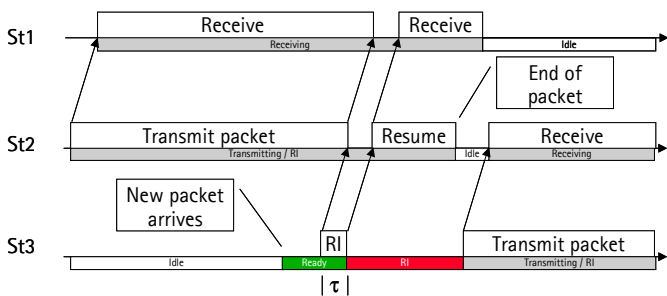 St1
Receive
Receive
Receiving
Idle
End of
packet
St2
Transmit packet
Resume
Receive
Transmitting / RI
Idle
Receiving
New packet
arrives
St3
RI
Transmit packet
Idle
Ready
RI
Transmitting / RI
|τ|